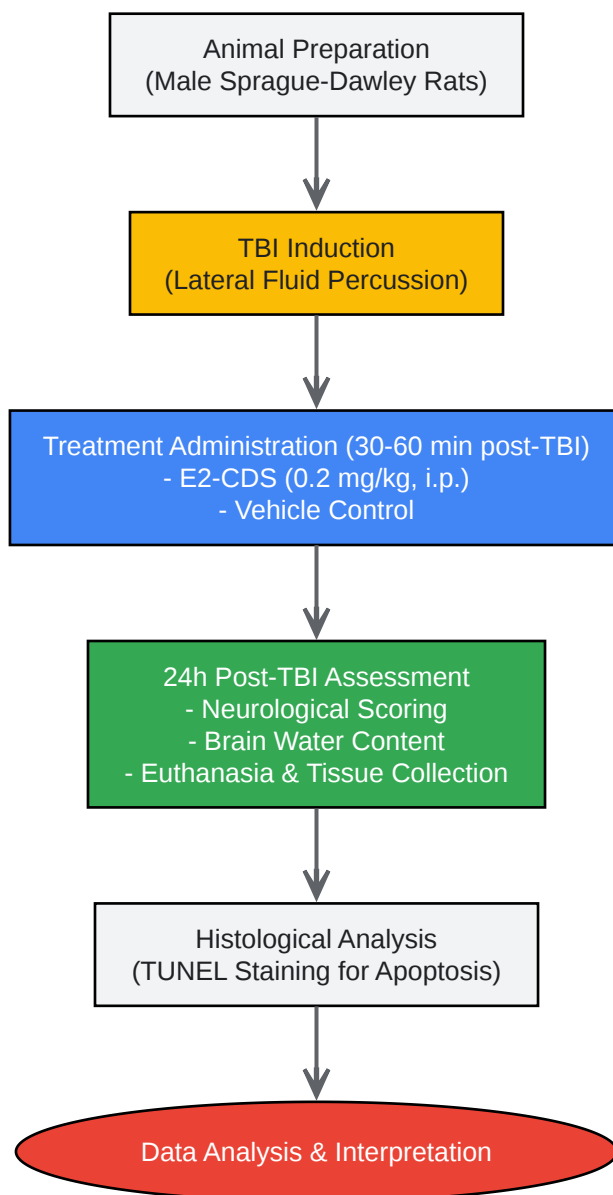 Animal Preparation
(Male Sprague-Dawley Rats)
TBI Induction
(Lateral Fluid Percussion)
Treatment Administration (30-60 min post-TBI)
- E2-CDS (0.2 mg/kg, i.p.)
- Vehicle Control
24h Post-TBI Assessment
- Neurological Scoring
- Brain Water Content
- Euthanasia & Tissue Collection
Histological Analysis
(TUNEL Staining for Apoptosis)
Data Analysis & Interpretation